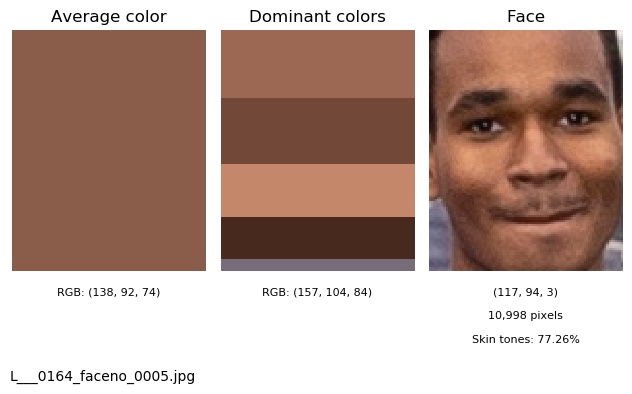 Average color
Dominant colors
Face
RGB: (138, 92, 74)
RGB: (157, 104, 84)
(117, 94, 3)
10,998 pixels
Skin tones: 77.26%
L___0164_faceno_0005.jpg